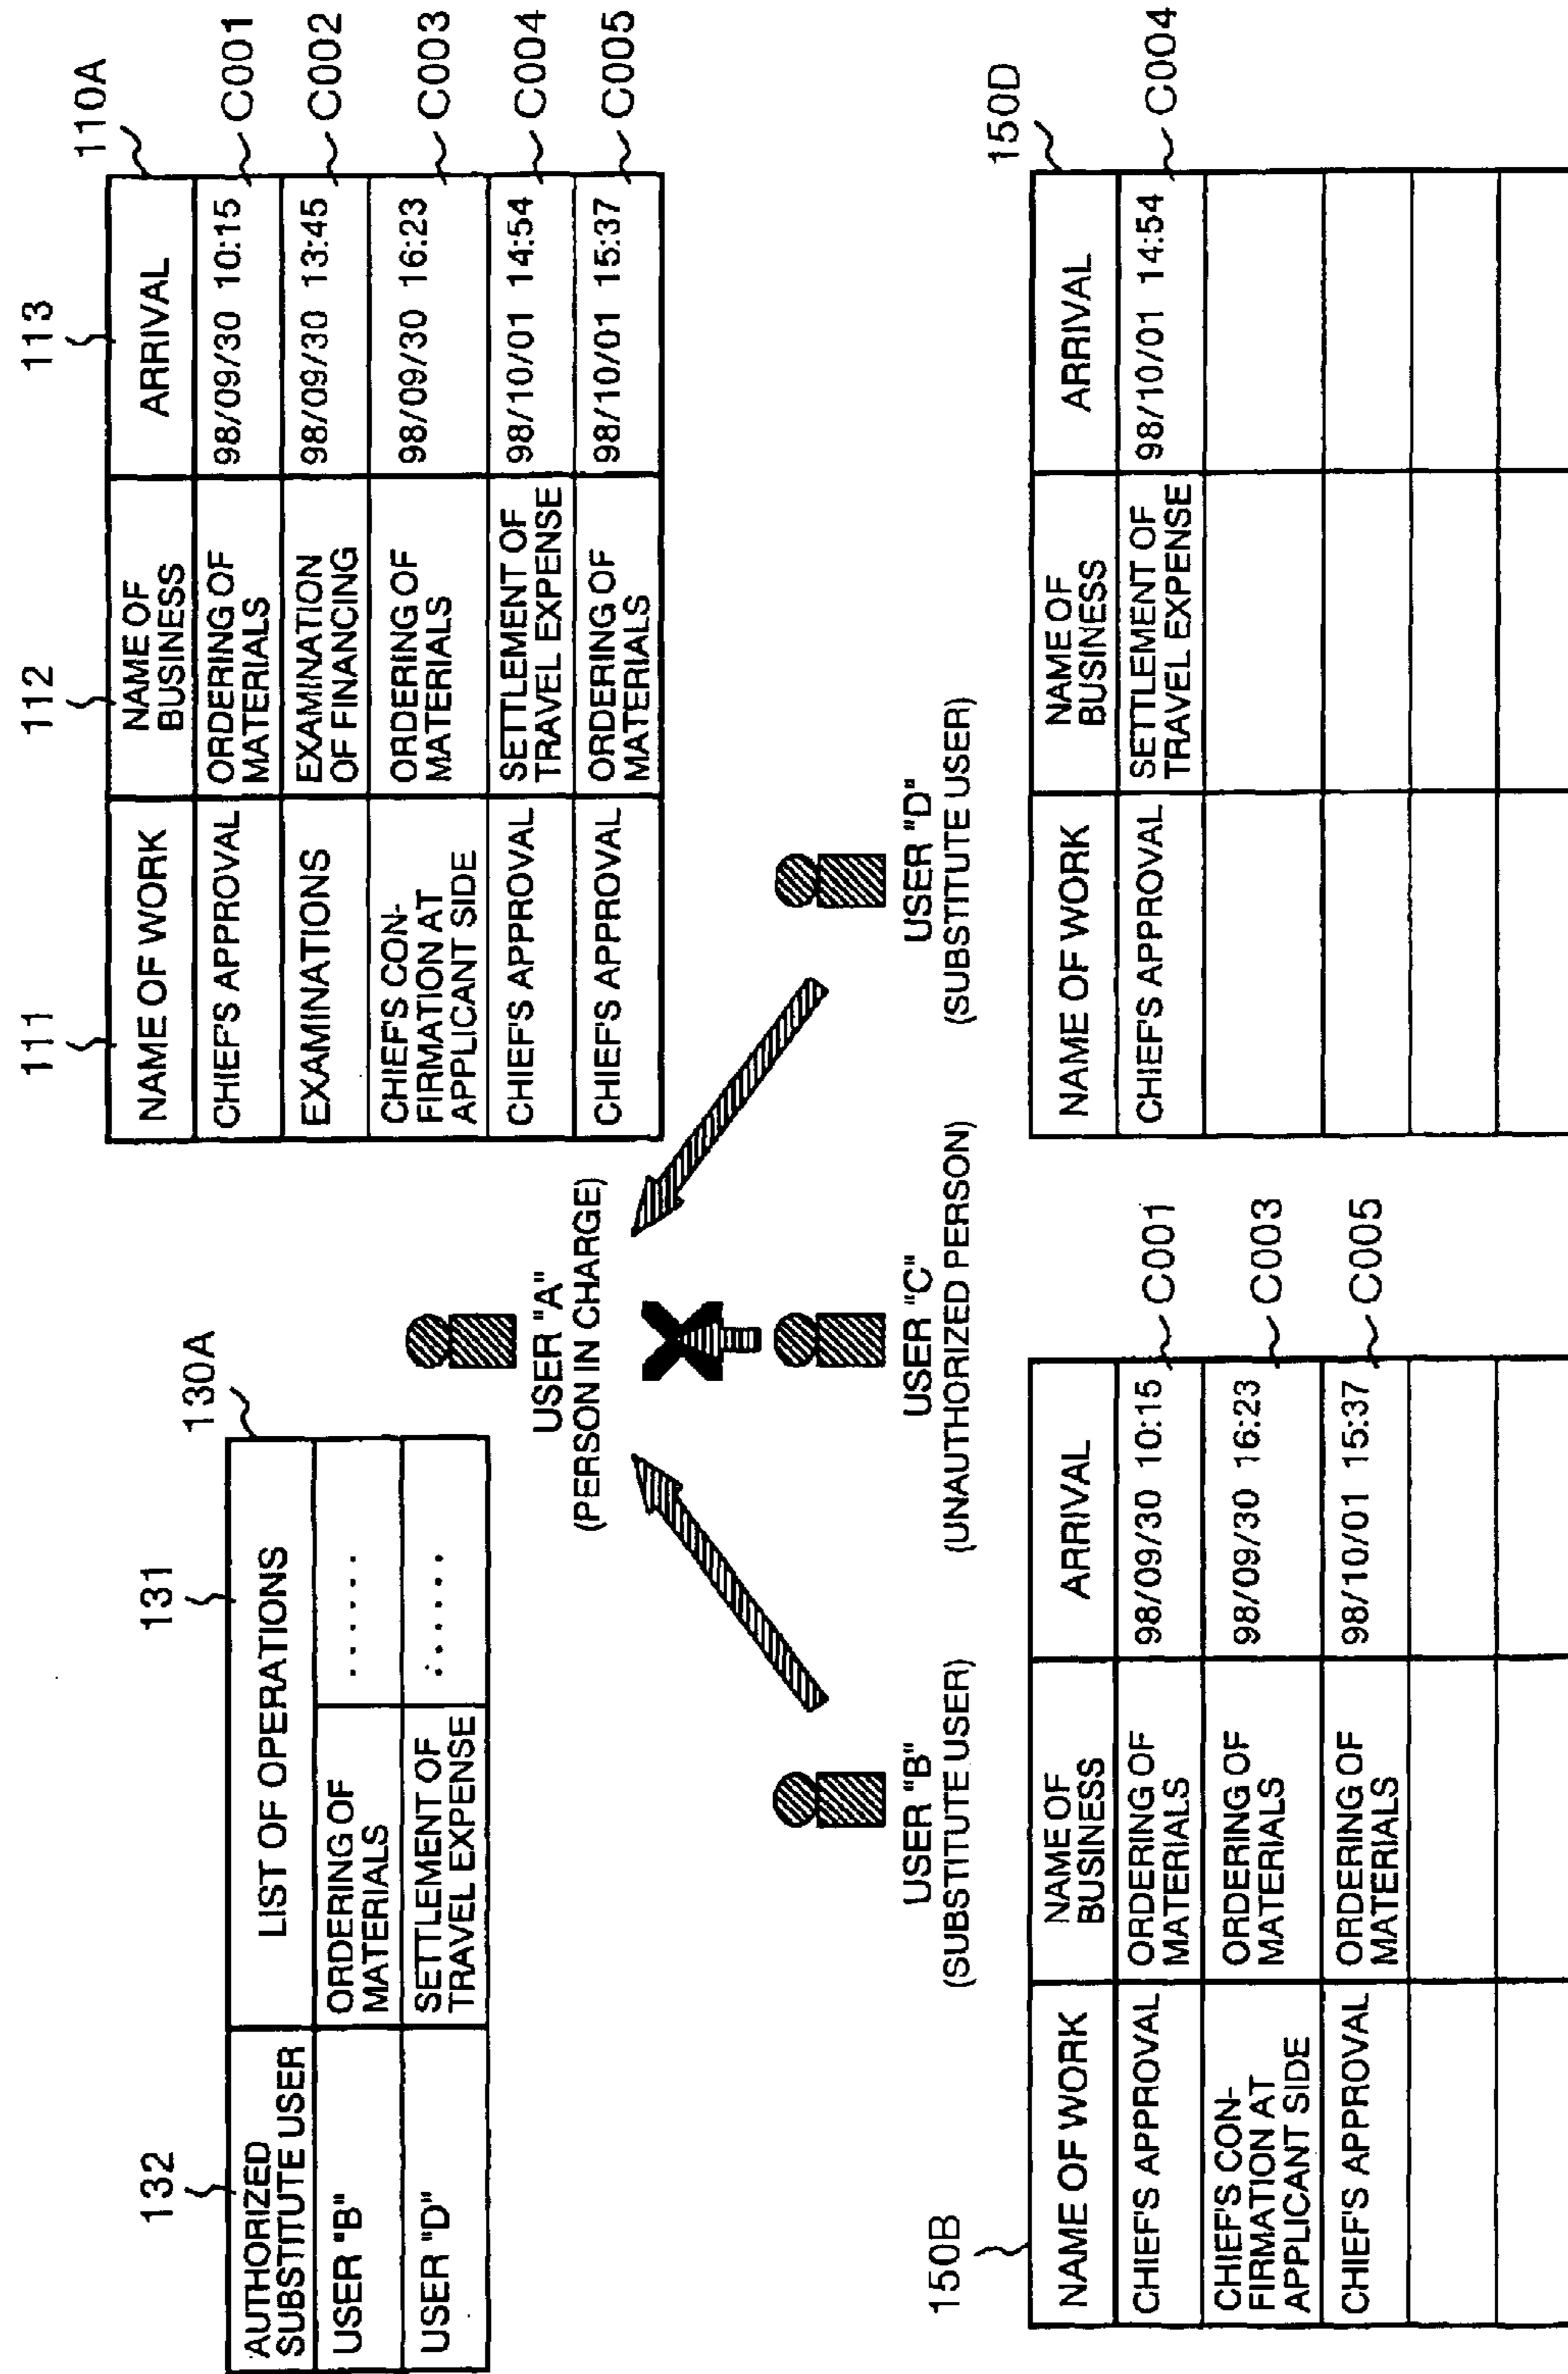 132
131
130A
AUTHORIZED
SUBSTITUTE USER
LIST OF OPERATIONS
USER "B"
ORDERING OF
MATERIALS
. . . . .
USER "D"
SETTLEMENT OF
TRAVEL EXPENSE
. . . . .
111
112
113
110A
NAME OF WORK
NAME OF
BUSINESS
ARRIVAL
CHIEF'S APPROVAL
ORDERING OF
MATERIALS
98/09/30 10:15
C001
EXAMINATIONS
EXAMINATION
OF FINANCING
98/09/30 13:45
C002
CHIEF'S CON-
FIRMATION AT
APPLICANT SIDE
ORDERING OF
MATERIALS
98/09/30 16:23
C003
CHIEF'S APPROVAL
SETTLEMENT OF
TRAVEL EXPENSE
98/10/01 14:54
C004
CHIEF'S APPROVAL
ORDERING OF
MATERIALS
98/10/01 15:37
C005
USER "A"
(PERSON IN CHARGE)
USER "B"
(SUBSTITUTE USER)
USER "C"
(UNAUTHORIZED PERSON)
USER "D"
(SUBSTITUTE USER)
150B
NAME OF WORK
NAME OF
BUSINESS
ARRIVAL
CHIEF'S APPROVAL
ORDERING OF
MATERIALS
98/09/30 10:15
C001
CHIEF'S CON-
FIRMATION AT
APPLICANT SIDE
ORDERING OF
MATERIALS
98/09/30 16:23
C003
CHIEF'S APPROVAL
ORDERING OF
MATERIALS
98/10/01 15:37
C005
150D
NAME OF WORK
NAME OF
BUSINESS
ARRIVAL
CHIEF'S APPROVAL
SETTLEMENT OF
TRAVEL EXPENSE
98/10/01 14:54
C004